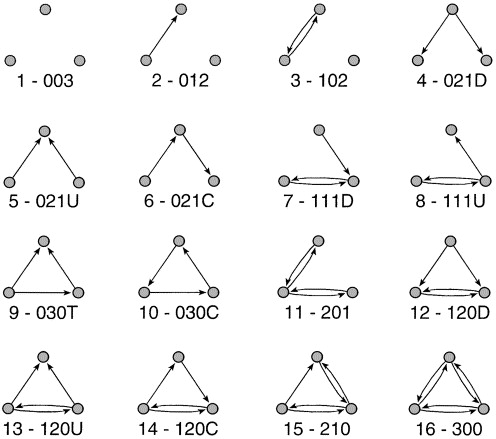 1 - 003 2 - 012 3 - 102 4 - 021D
5 - 021U 6 - 021C 7 - 111D 8 - 111U
9 - 030T 10 - 030C 11 - 201 12 - 120D
13 - 120U 14 - 120C 15 - 210 16 - 300